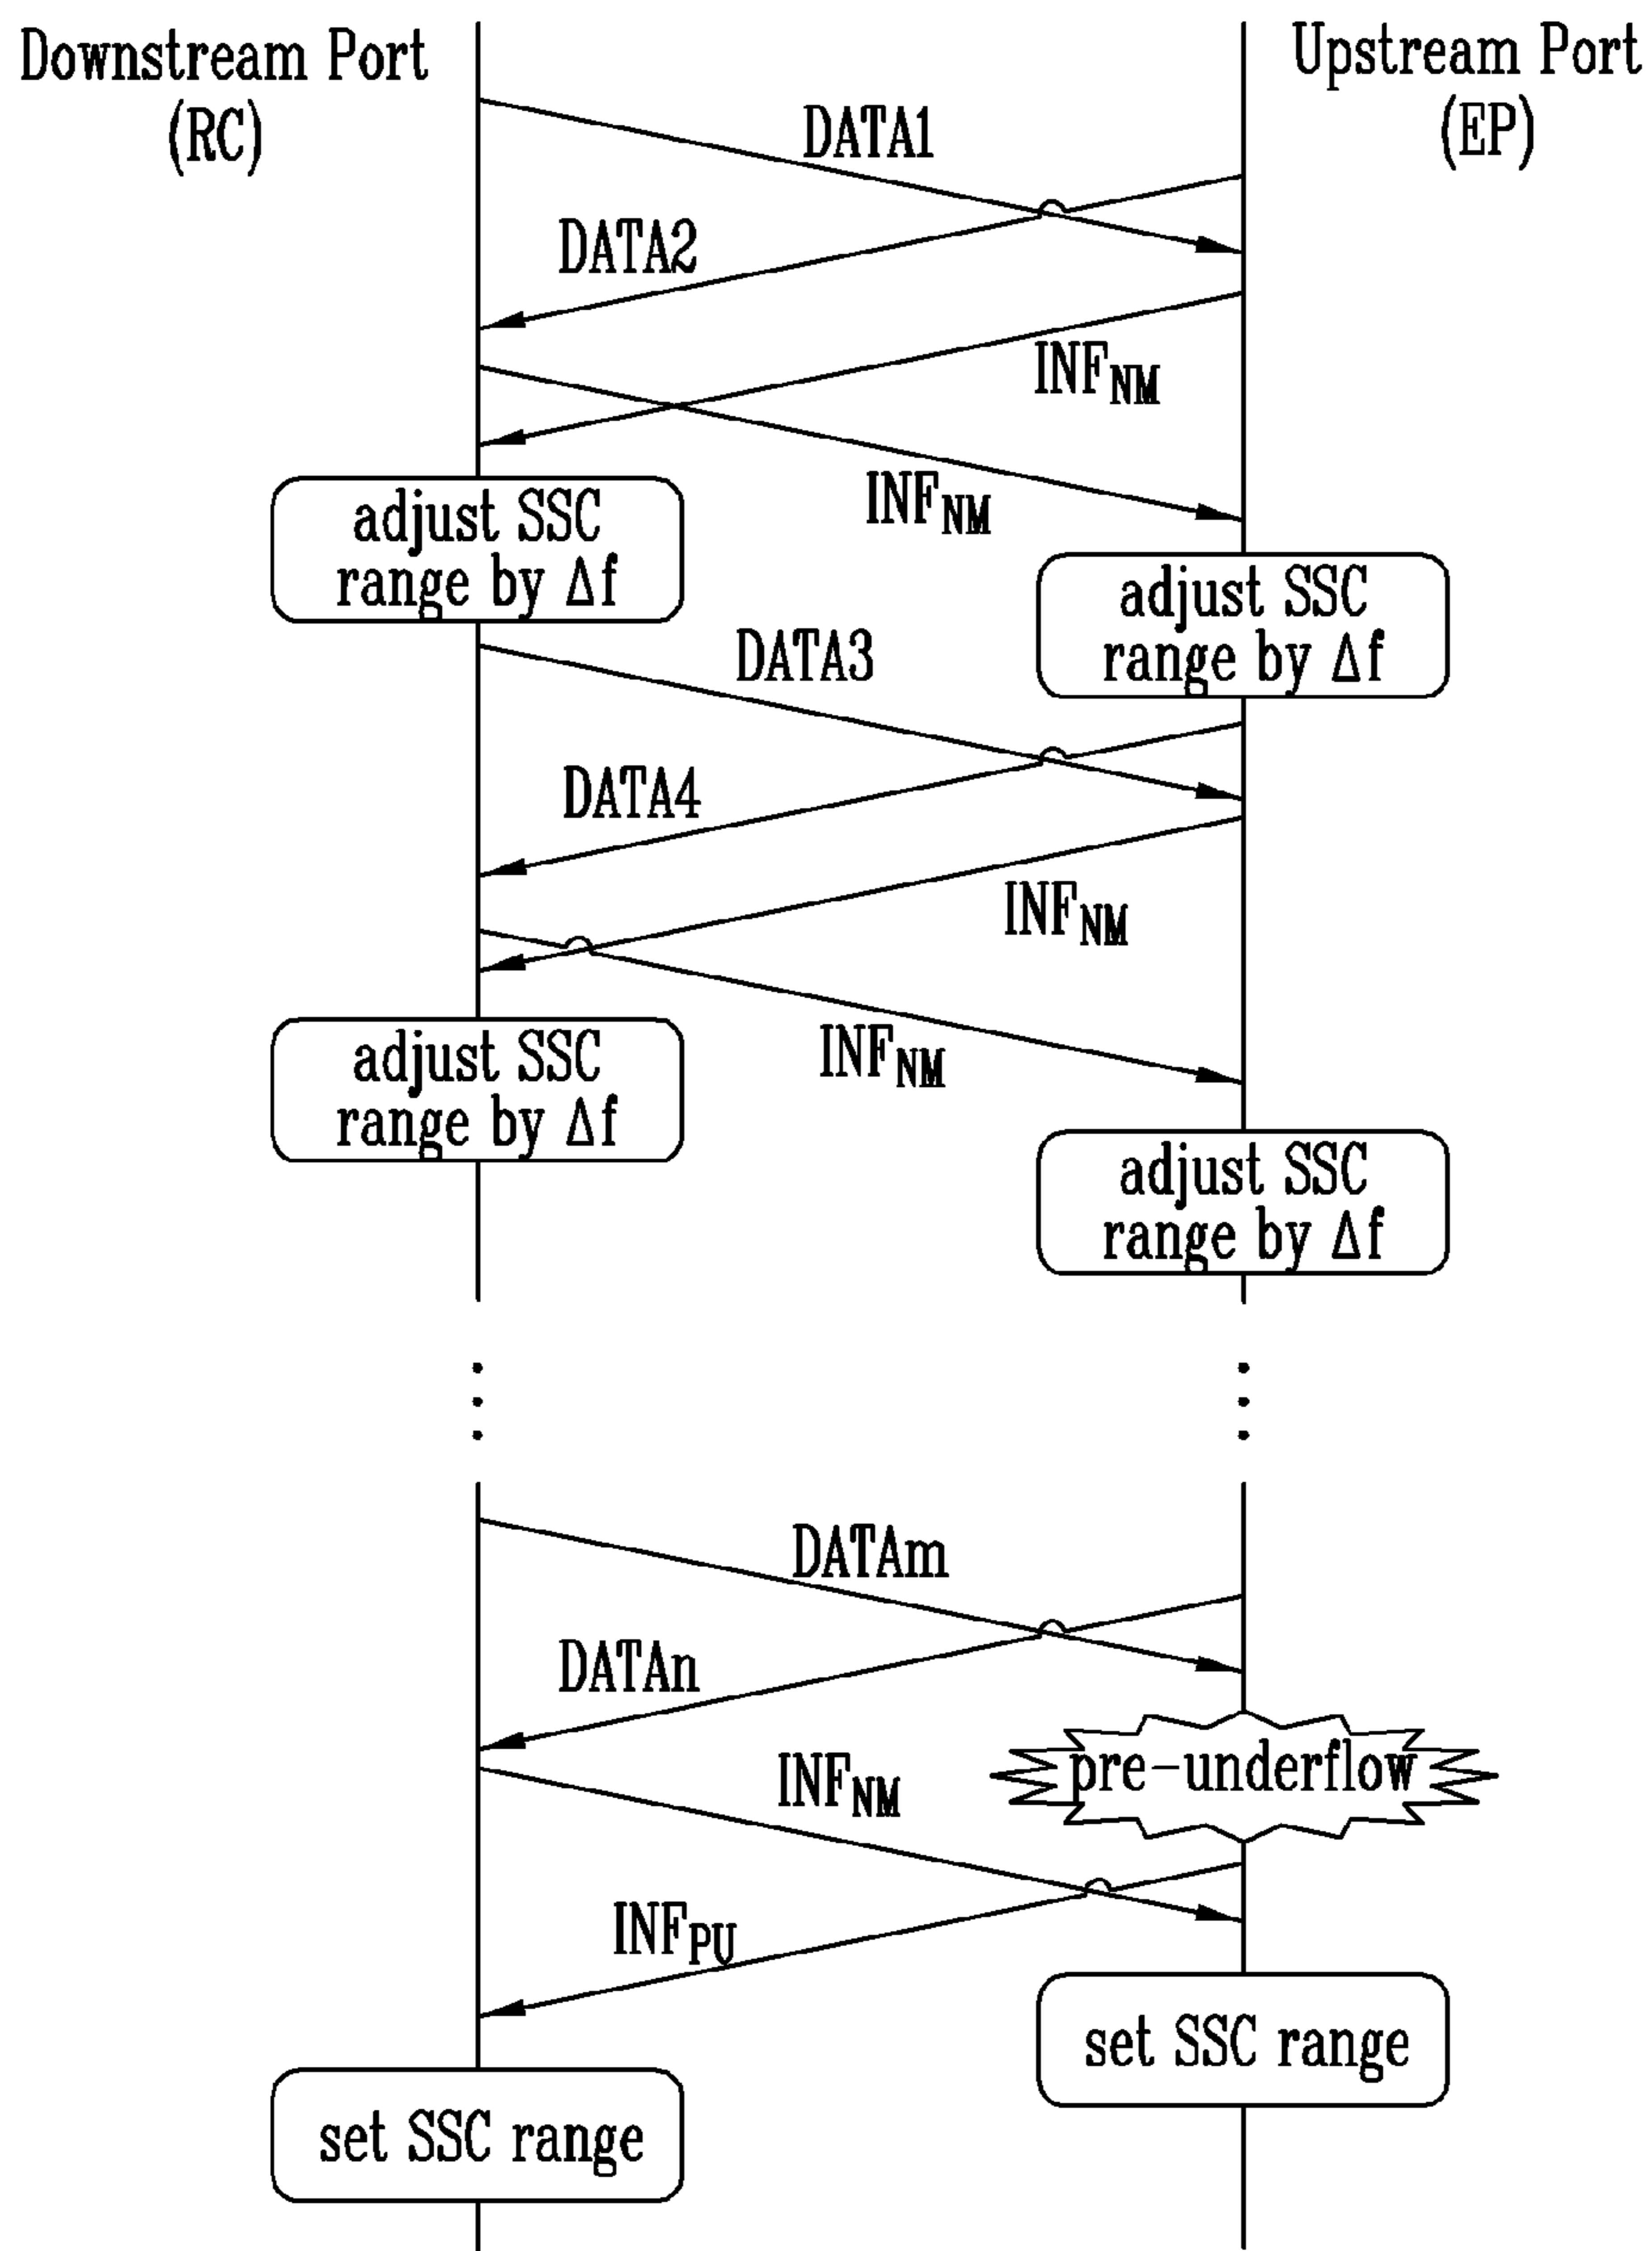 Downstream Port
(RC)
Upstream Port
(EP)
DATA1
DATA2
INFNM
INFNM
adjust SSC
range by Δf
adjust SSC
range by Δf
DATA3
DATA4
INFNM
INFNM
adjust SSC
range by Δf
adjust SSC
range by Δf
DATAm
DATAn
pre-underflow
INFNM
INFPU
set SSC range
set SSC range